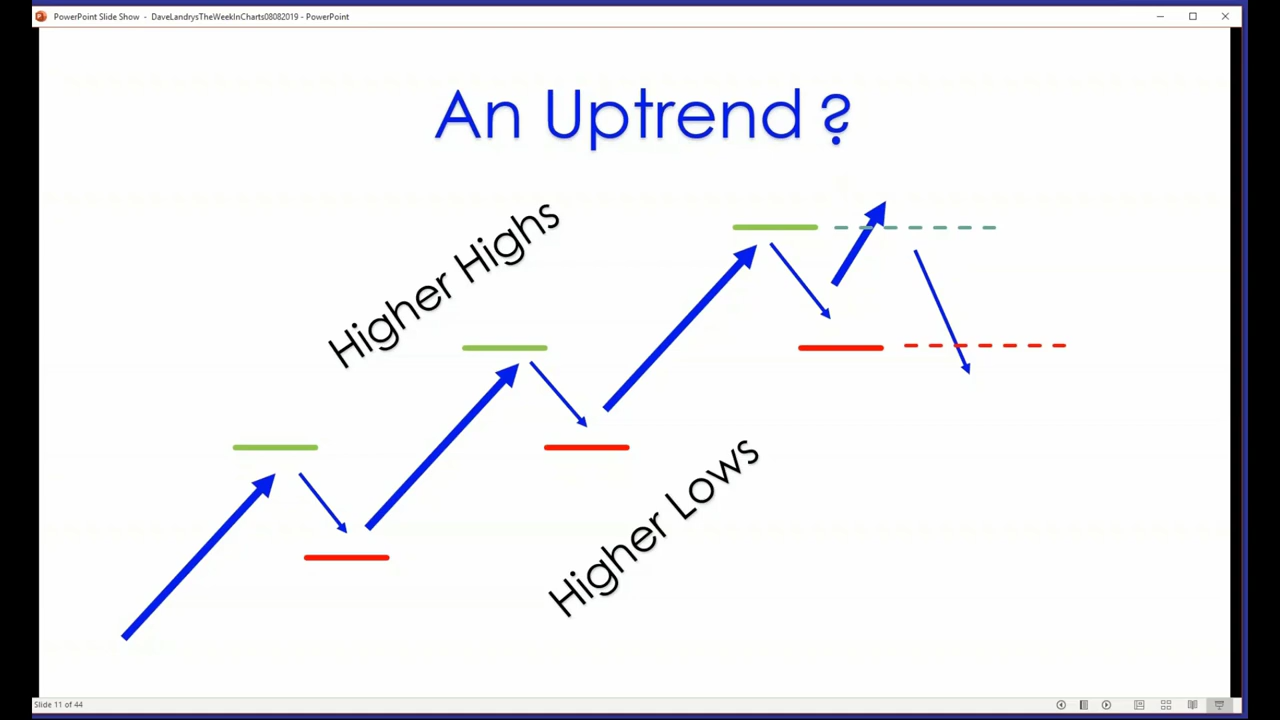 PowerPoint Slide Show - DaveLandrysTheWeekInCharts08082019 - PowerPoint
An Uptrend ?
Higher Highs
Higher Lows
Slide 11 of 44